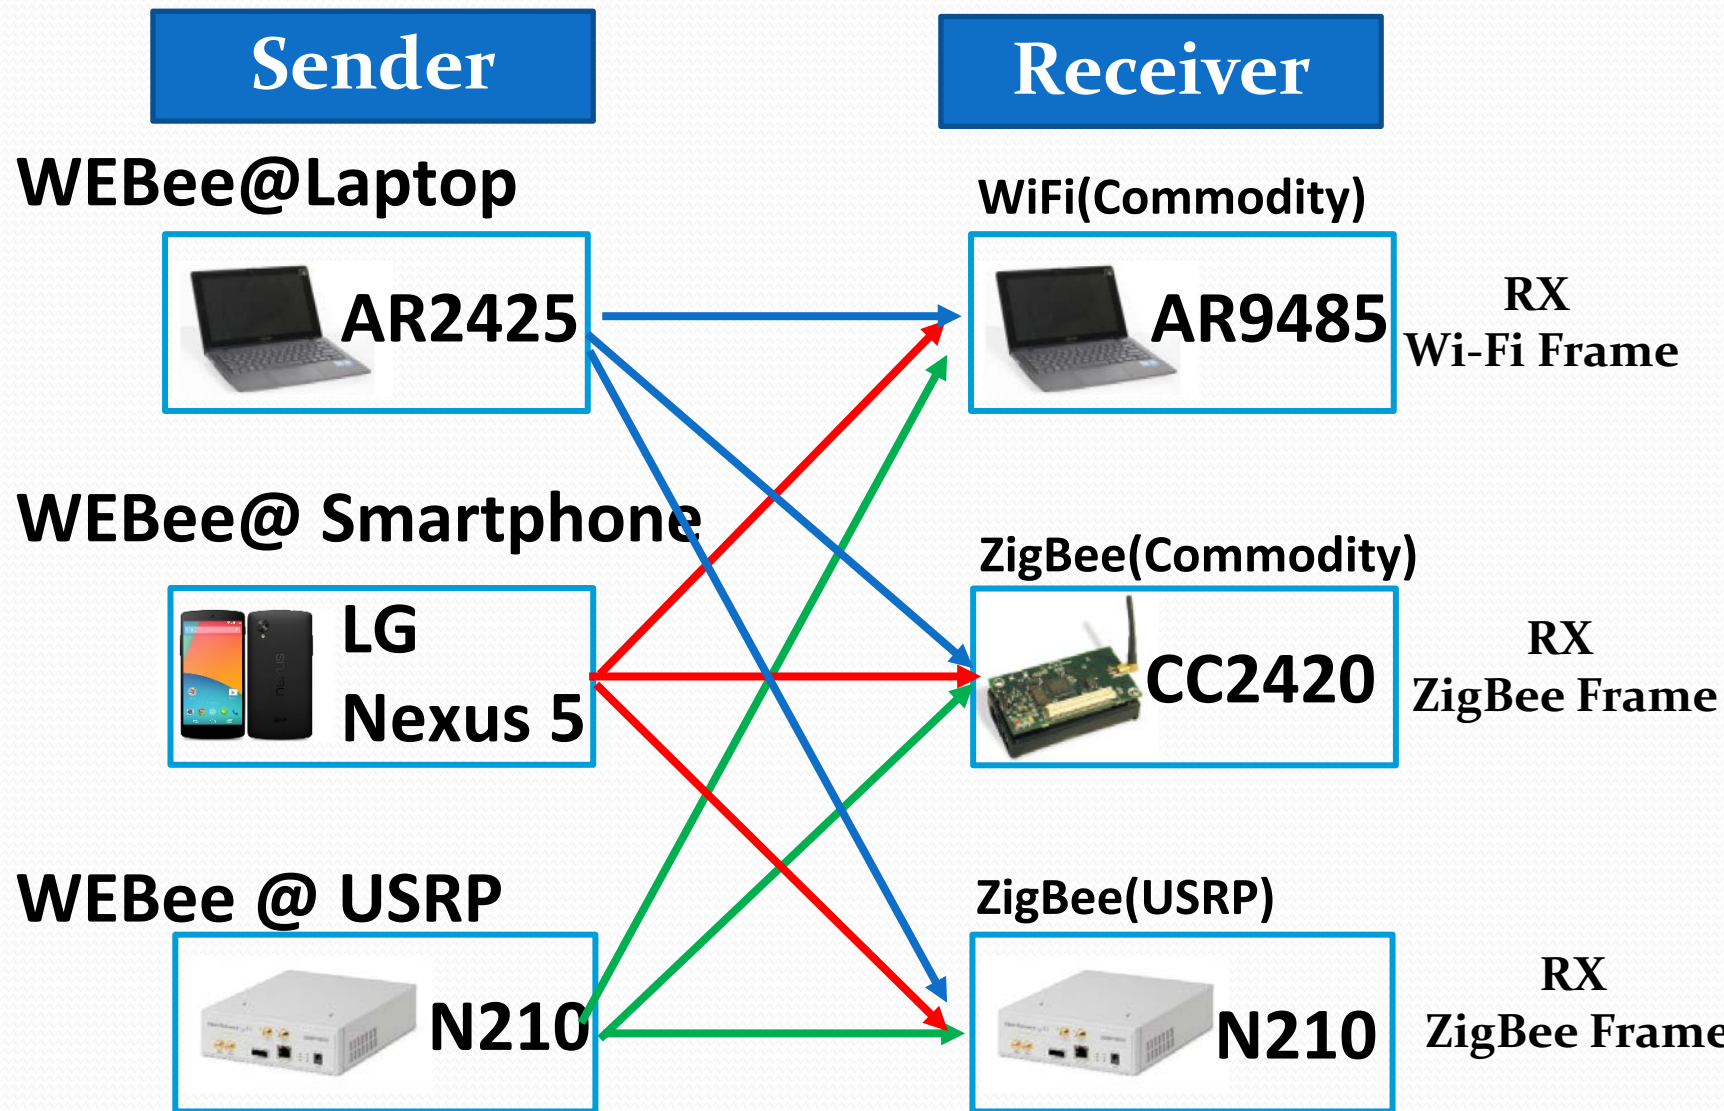 Sender
Receiver
WEBee@Laptop
WiFi(Commodity)
AR2425
AR9485
RX
Wi-Fi Frame
WEBee@ Smartphone
ZigBee(Commodity)
LG
Nexus 5
CC2420
RX
ZigBee Frame
WEBee @ USRP
ZigBee(USRP)
N210
N210
RX
ZigBee Frame